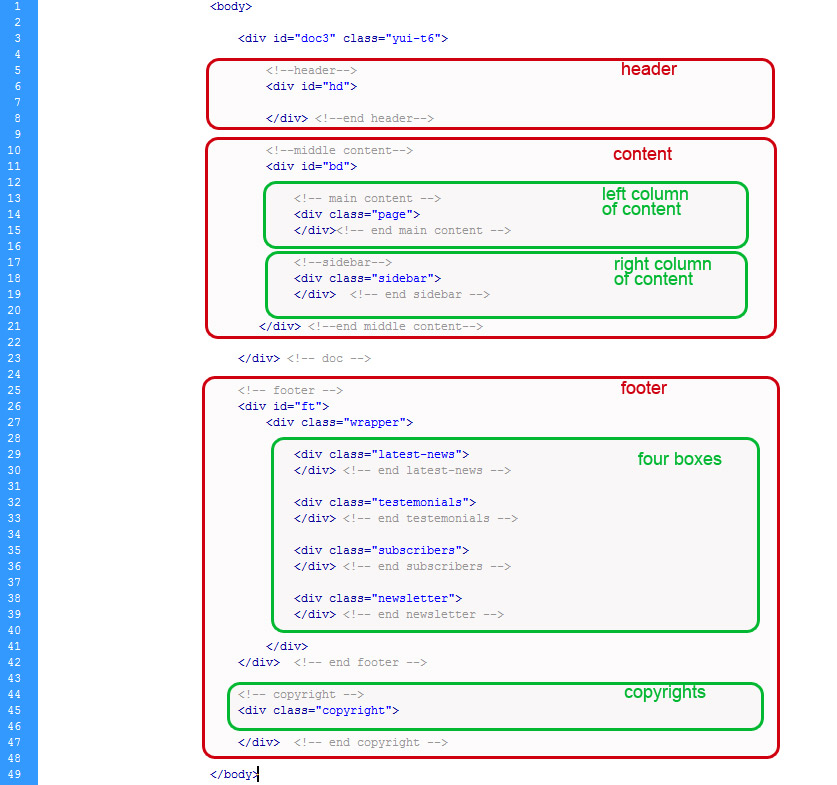 1 <body>
2
3 <div id="doc3" class="yui-t6">
4
5 <!--header--> header
6 <div id="hd">
7
8 </div> <!--end header-->
9
10 <!--middle content--> content
11 <div id="bd">
12
13 <!-- main content --> left column
14 <div class="page"> of content
15 </div><!-- end main content -->
16
17 <!--sidebar--> right column
18 <div class="sidebar"> of content
19 </div> <!-- end sidebar -->
20
21 </div> <!--end middle content-->
22
23 </div> <!-- doc -->
24
25 <!-- footer --> footer
26 <div id="ft">
27 <div class="wrapper">
28
29 <div class="latest-news"> four boxes
30 </div> <!-- end latest-news -->
31
32 <div class="testemonials">
33 </div> <!-- end testemonials -->
34
35 <div class="subscribers">
36 </div> <!-- end subscribers -->
37
38 <div class="newsletter">
39 </div> <!-- end newsletter -->
40
41 </div>
42 </div> <!-- end footer -->
43
44 <!-- copyright --> copyrights
45 <div class="copyright">
46
47 </div> <!-- end copyright -->
48
49 </body>